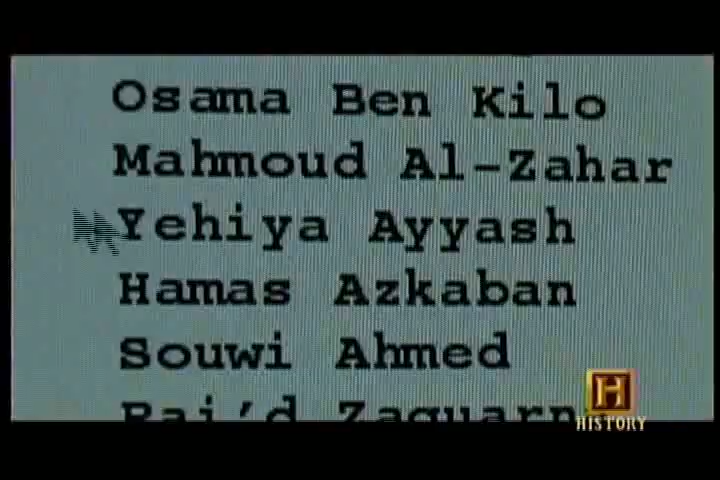 Osama Ben Kilo
Mahmoud Al-Zahar
Yehiya Ayyash
Hamas Azkaban
Souwi Ahmed
H
HISTORY